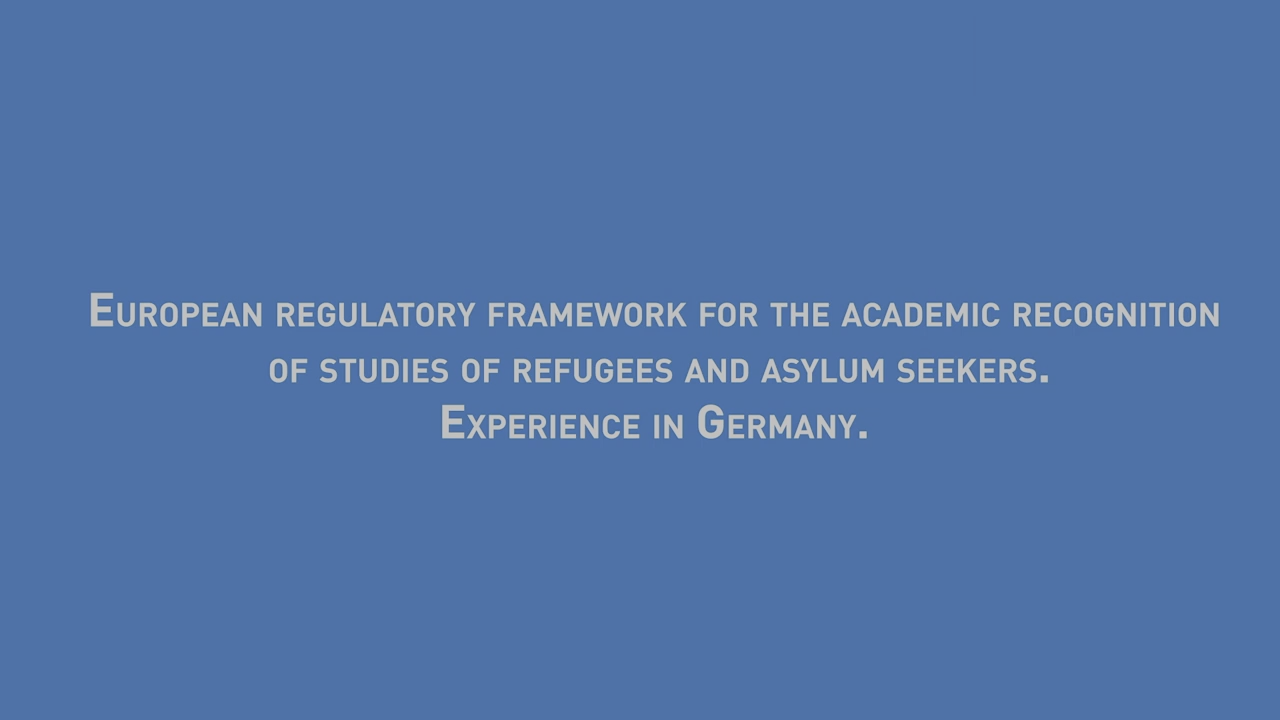 European regulatory framework for the academic recognition
of studies of refugees and asylum seekers.
Experience in Germany.